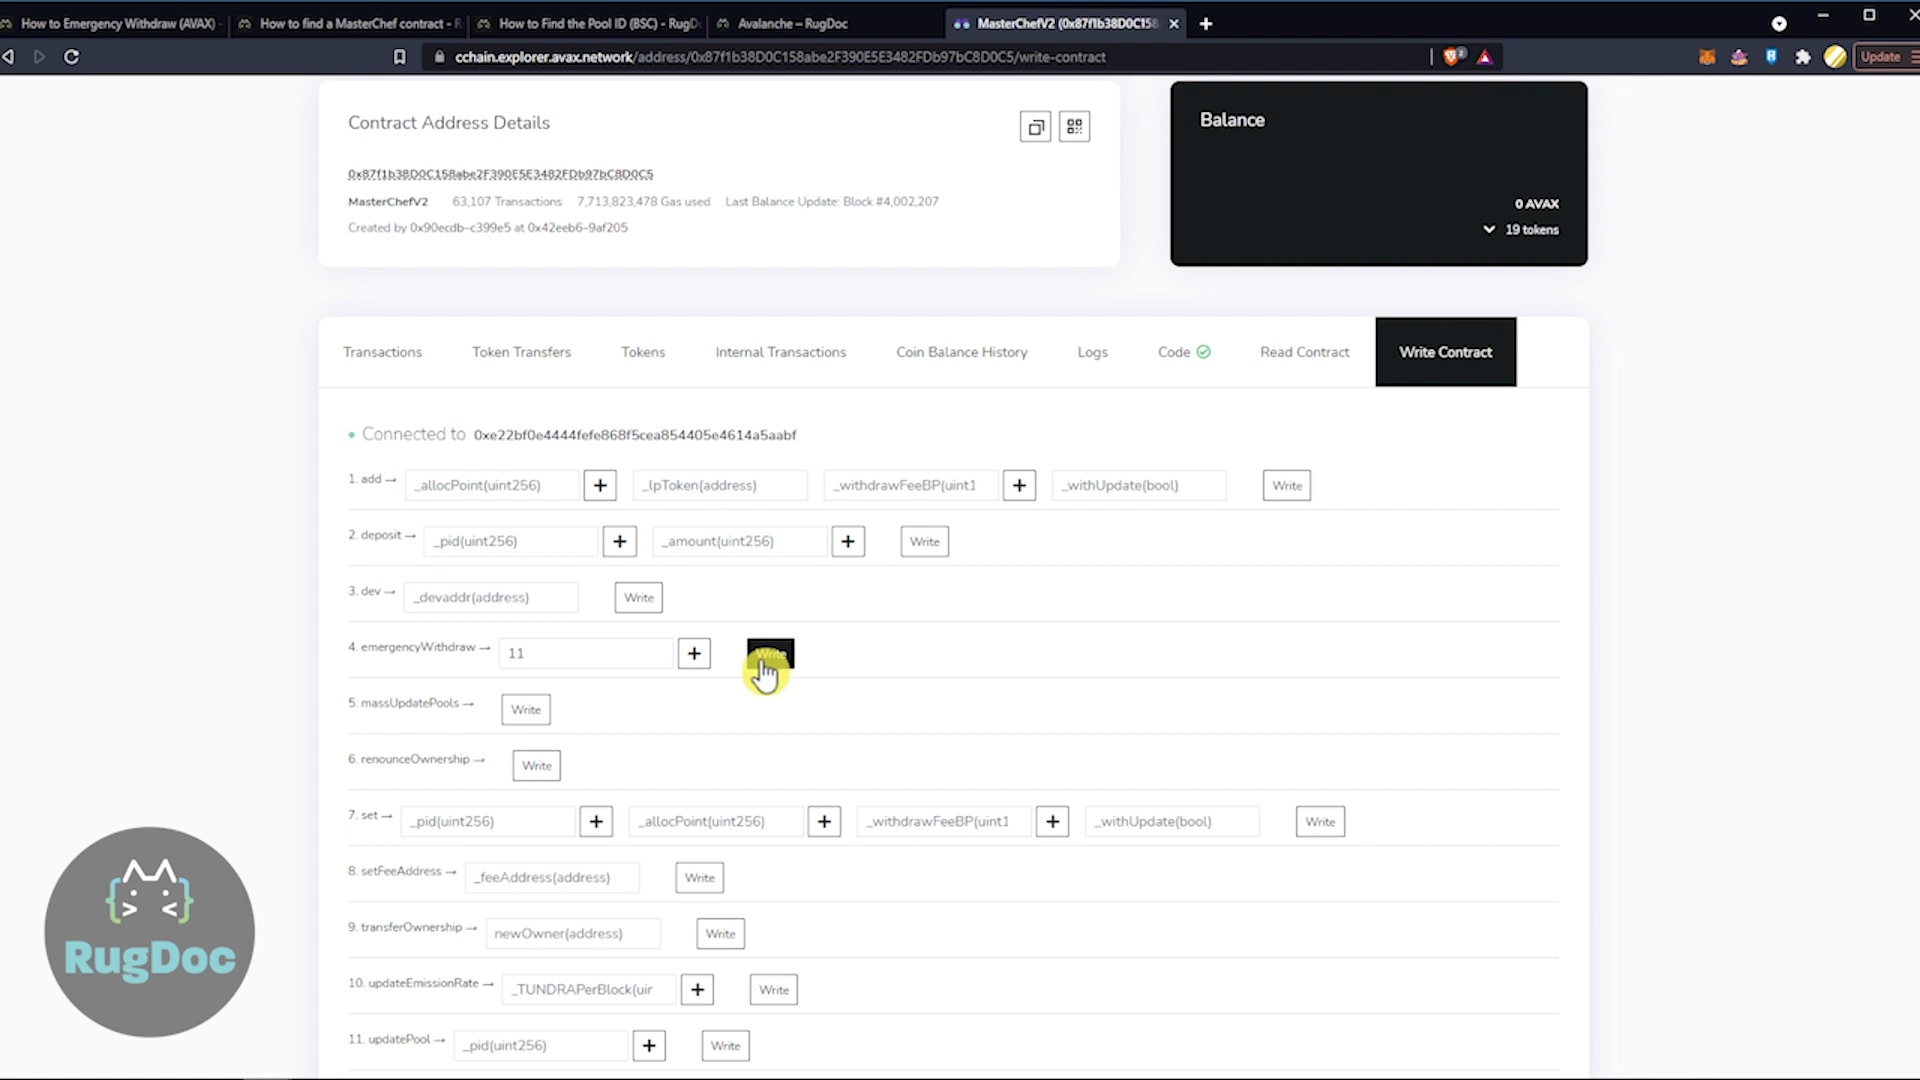 How to Emergency Withdraw (AVAX)
How to find a MasterChef contract - R
How to Find the Pool ID (BSC) - RugD
Avalanche – RugDoc
MasterChefV2 (0x87f1b38D0C158
cchain.explorer.avax.network/address/0x87f1b38D0C158abe2F390E5E3482FDb97bC8D0C5/write-contract
2
Update
Contract Address Details
0x87f1b38D0C158abe2F390E5E3482FDb97bC8D0C5
MasterChefV2 63,107 Transactions 7,713,823,478 Gas used Last Balance Update: Block #4,002,207
Created by 0x90ecdb–c399e5 at 0x42eeb6–9af205
Balance
0 AVAX
19 tokens
Transactions Token Transfers Tokens Internal Transactions Coin Balance History Logs Code Read Contract Write Contract
Connected to 0xe22bf0e4444fefe868f5cea854405e4614a5aabf
1. add → _allocPoint(uint256) + _lpToken(address) _withdrawFeeBP(uint1 + _withUpdate(bool) Write
2. deposit → _pid(uint256) + _amount(uint256) + Write
3. dev → _devaddr(address) Write
4. emergencyWithdraw → 11 + Write
5. massUpdatePools → Write
6. renounceOwnership → Write
7. set → _pid(uint256) + _allocPoint(uint256) + _withdrawFeeBP(uint1 + _withUpdate(bool) Write
8. setFeeAddress → _feeAddress(address) Write
9. transferOwnership → newOwner(address) Write
10. updateEmissionRate → _TUNDRAPerBlock(uir + Write
11. updatePool → _pid(uint256) + Write
RugDoc